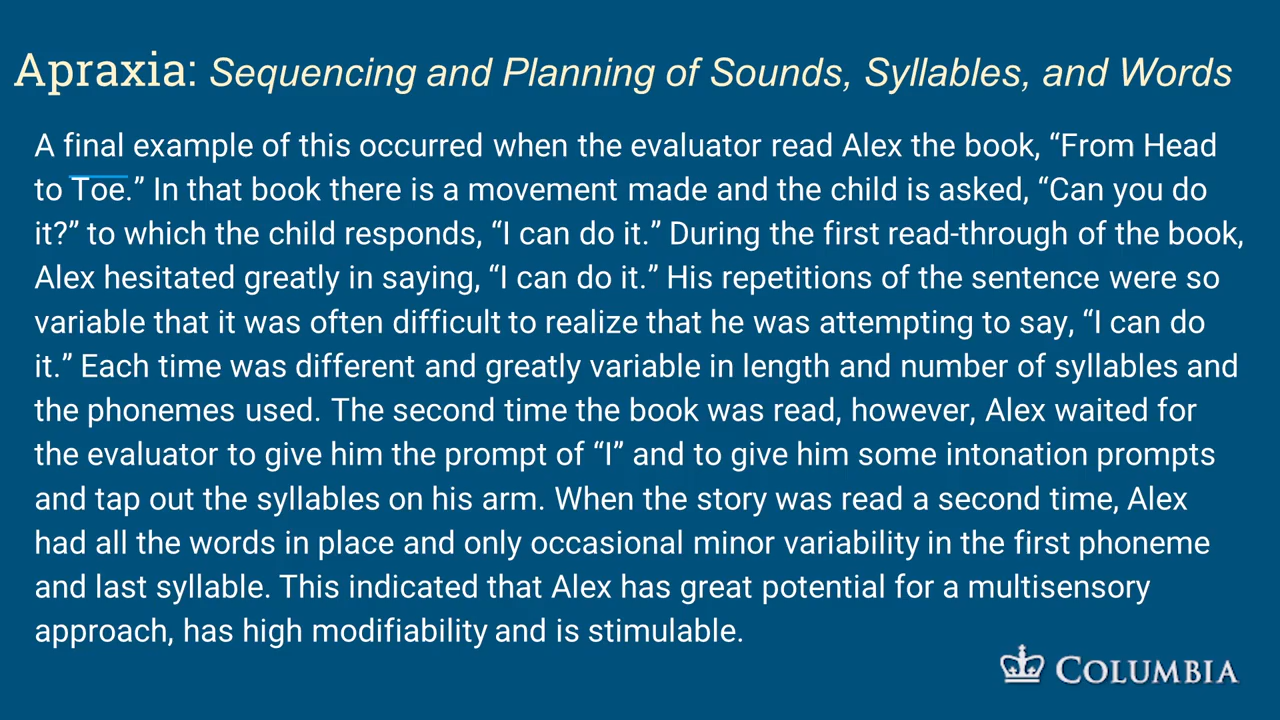 Apraxia: Sequencing and Planning of Sounds, Syllables, and Words
A final example of this occurred when the evaluator read Alex the book, “From Head
to Toe.” In that book there is a movement made and the child is asked, “Can you do
it?” to which the child responds, “I can do it.” During the first read-through of the book,
Alex hesitated greatly in saying, “I can do it.” His repetitions of the sentence were so
variable that it was often difficult to realize that he was attempting to say, “I can do
it.” Each time was different and greatly variable in length and number of syllables and
the phonemes used. The second time the book was read, however, Alex waited for
the evaluator to give him the prompt of “I” and to give him some intonation prompts
and tap out the syllables on his arm. When the story was read a second time, Alex
had all the words in place and only occasional minor variability in the first phoneme
and last syllable. This indicated that Alex has great potential for a multisensory
approach, has high modifiability and is stimulable.
COLUMBIA